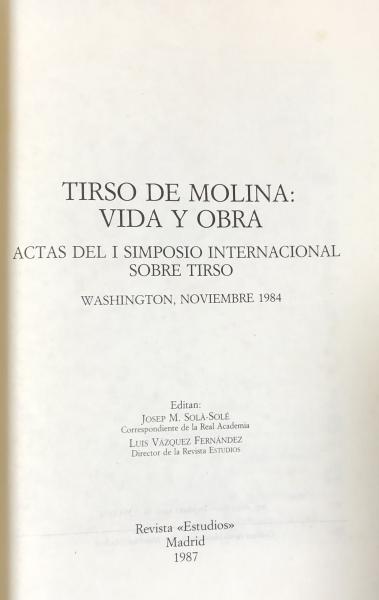 TIRSO DE MOLINA:
VIDA Y OBRA
ACTAS DEL I SIMPOSIO INTERNACIONAL
SOBRE TIRSO
WASHINGTON, NOVIEMBRE 1984
Editan:
JOSEP M. SOLÀ-SOLÉ
Correspondiente de la Real Academia
LUIS VÁZQUEZ FERNÁNDEZ
Director de la Revista ESTUDIOS
Revista «Estudios»
Madrid
1987